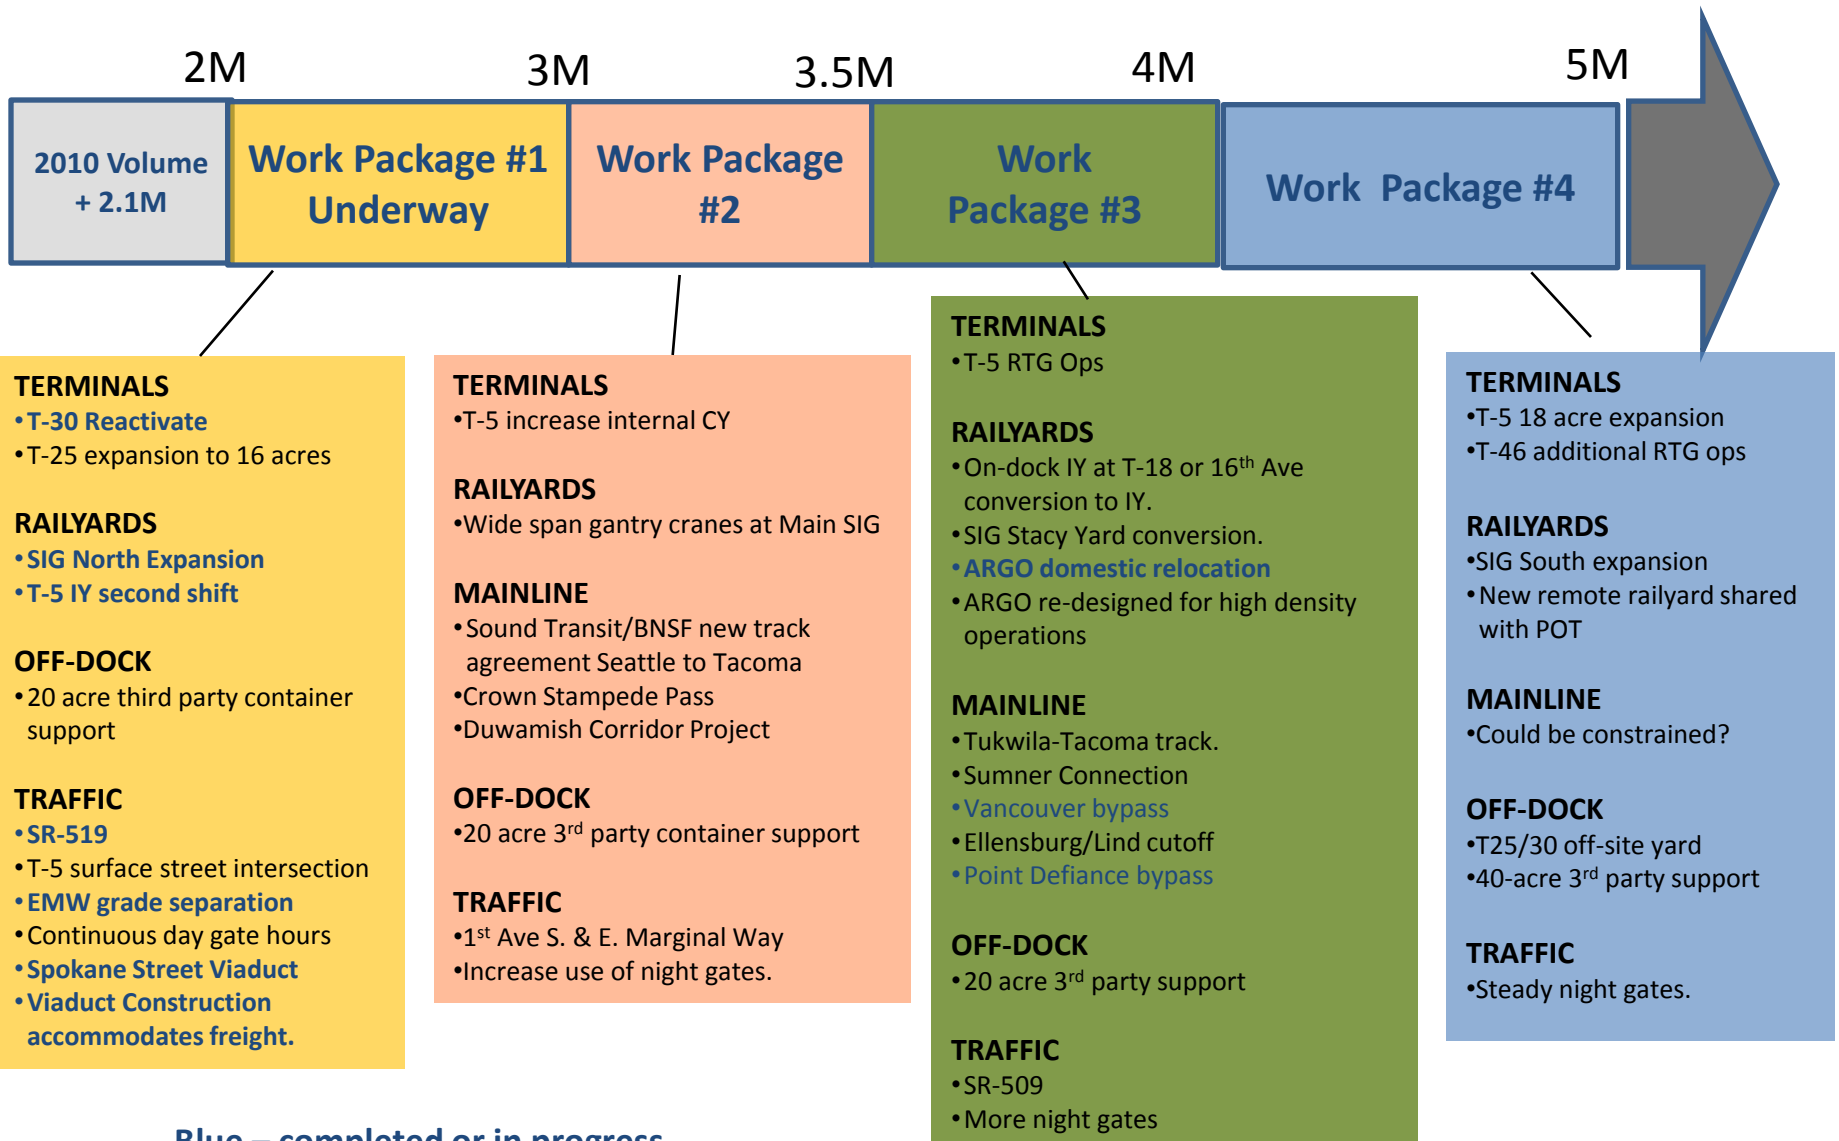 2M
3M
3.5M
4M
5M
2010 Volume
+ 2.1M
Work Package #1
Underway
Work Package
#2
Work
Package #3
Work  Package #4
TERMINALS
•T-30 Reactivate
•T-25 expansion to 16 acres
RAILYARDS
•SIG North Expansion
•T-5 IY second shift
OFF-DOCK
•20 acre third party container
support
TRAFFIC
•SR-519
•T-5 surface street intersection
•EMW grade separation
•Continuous day gate hours
•Spokane Street Viaduct
•Viaduct Construction
accommodates freight.
TERMINALS
•T-5 increase internal CY
RAILYARDS
•Wide span gantry cranes at Main SIG
MAINLINE
•Sound Transit/BNSF new track
agreement Seattle to Tacoma
•Crown Stampede Pass
•Duwamish Corridor Project
OFF-DOCK
•20 acre 3rd party container support
TRAFFIC
•1st Ave S. & E. Marginal Way
•Increase use of night gates.
TERMINALS
•T-5 RTG Ops
RAILYARDS
•On-dock IY at T-18 or 16th Ave
conversion to IY.
•SIG Stacy Yard conversion.
•ARGO domestic relocation
•ARGO re-designed for high density
operations
MAINLINE
•Tukwila-Tacoma track.
•Sumner Connection
•Vancouver bypass
•Ellensburg/Lind cutoff
•Point Defiance bypass
OFF-DOCK
•20 acre 3rd party support
TRAFFIC
•SR-509
•More night gates
TERMINALS
•T-5 18 acre expansion
•T-46 additional RTG ops
RAILYARDS
•SIG South expansion
•New remote railyard shared
with POT
MAINLINE
•Could be constrained?
OFF-DOCK
•T25/30 off-site yard
•40-acre 3rd party support
TRAFFIC
•Steady night gates.
Blue – completed or in progress